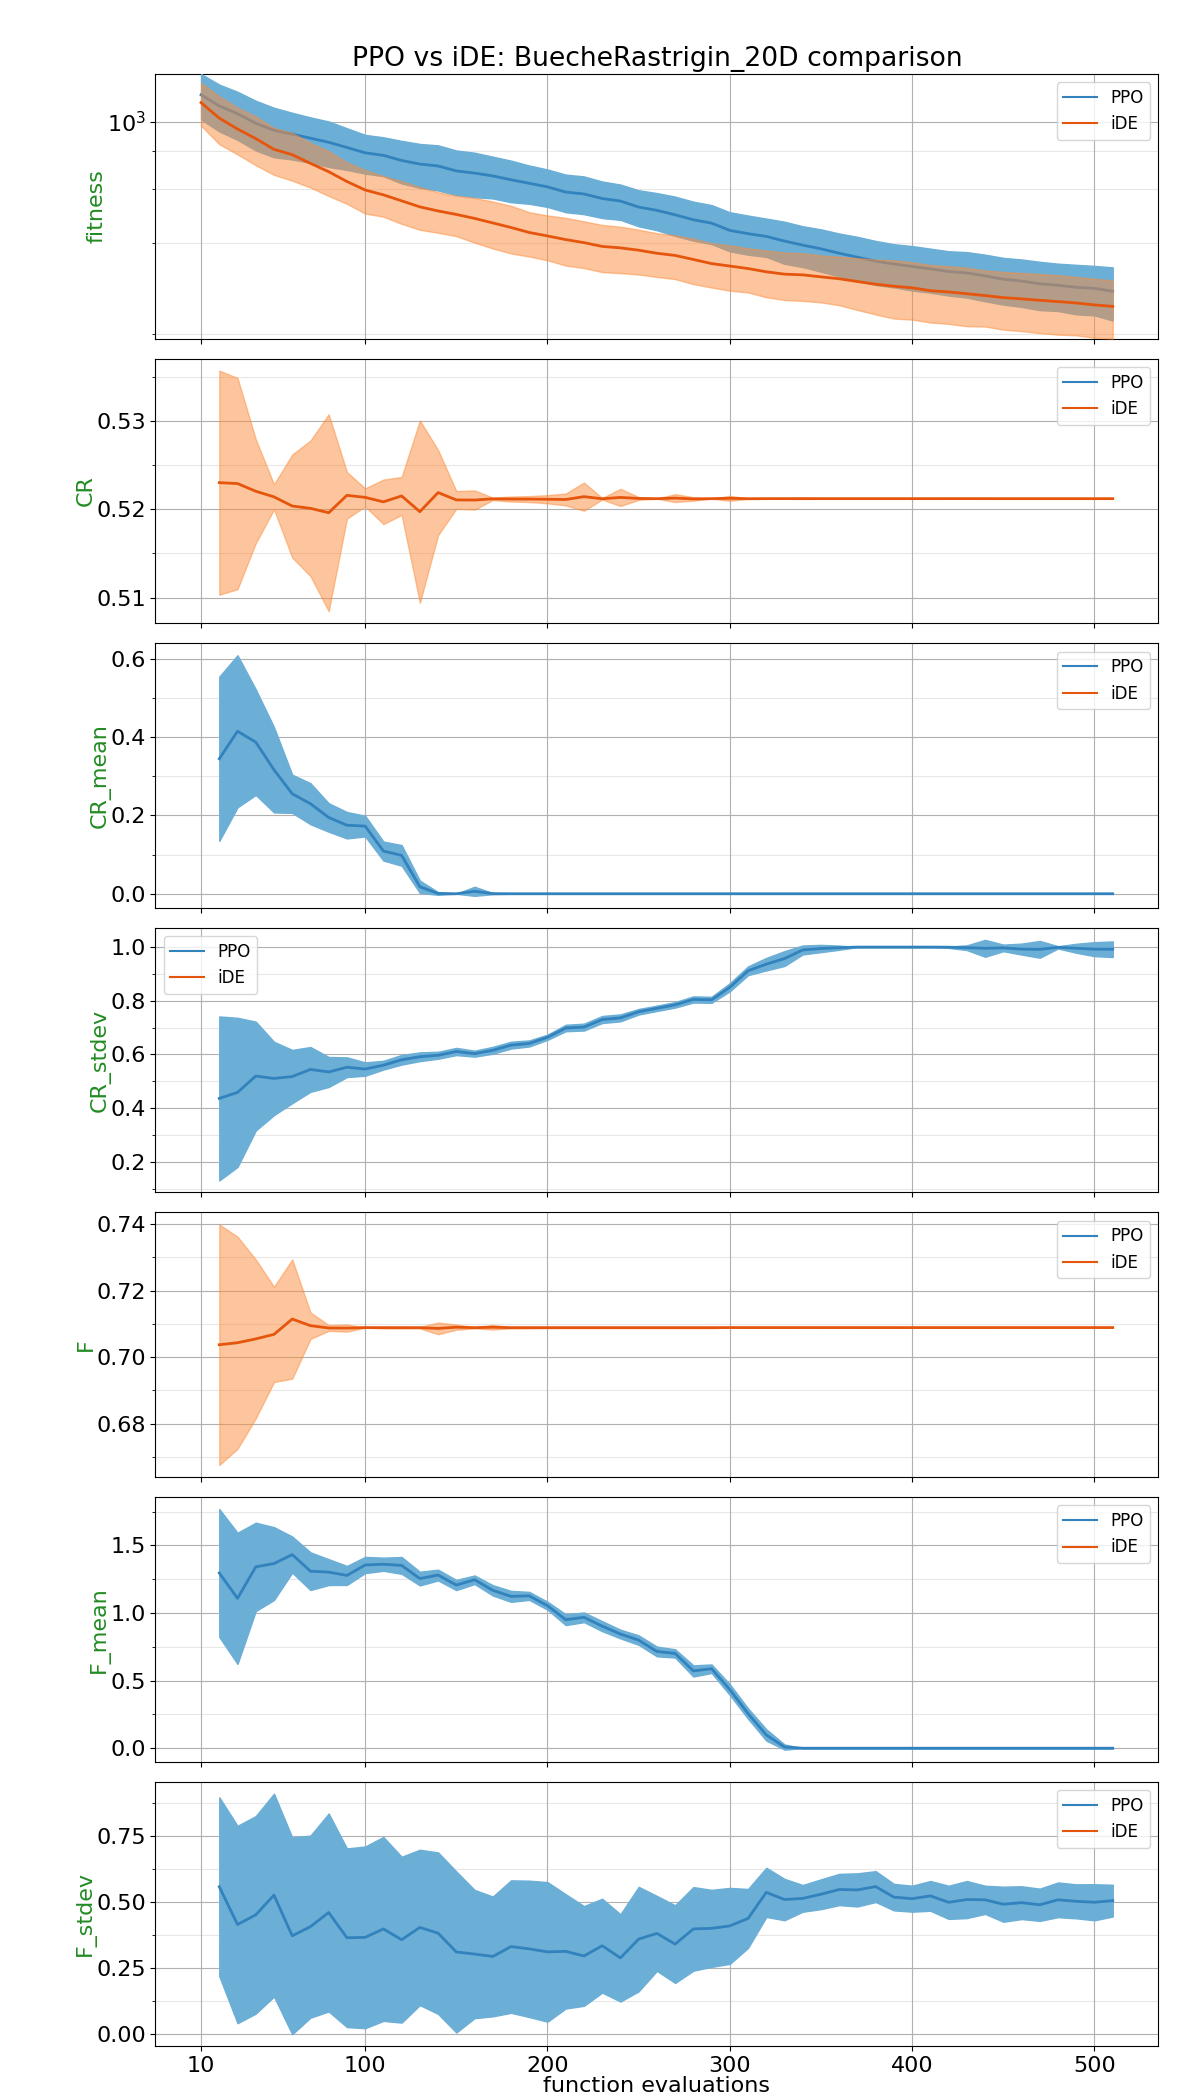 PPO vs iDE: BuecheRastrigin_20D comparison
10³
fitness
PPO
iDE
0.53
0.52
0.51
CR
PPO
iDE
0.6
0.4
0.2
0.0
CR_mean
PPO
iDE
1.0
0.8
0.6
0.4
0.2
CR_stdev
PPO
iDE
0.74
0.72
0.70
0.68
F
PPO
iDE
1.5
1.0
0.5
0.0
F_mean
PPO
iDE
0.75
0.50
0.25
0.00
F_stdev
PPO
iDE
10 100 200 300 400 500
function evaluations